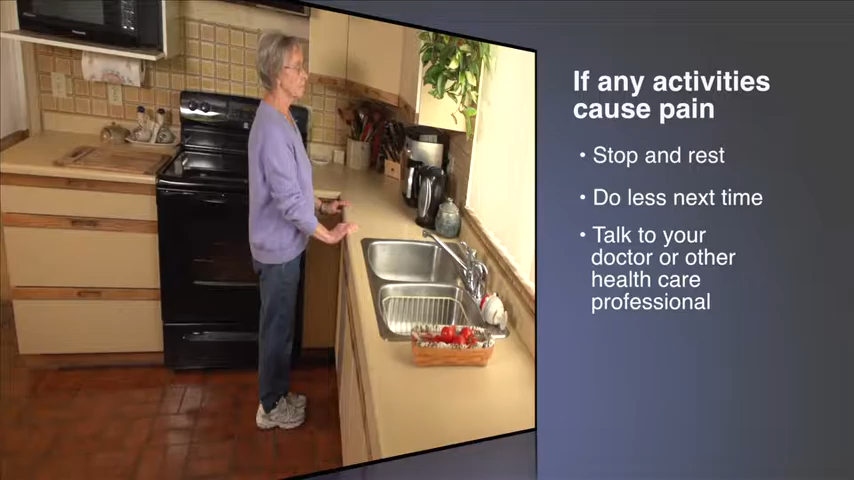 If any activities
cause pain
• Stop and rest
• Do less next time
• Talk to your
doctor or other
health care
professional